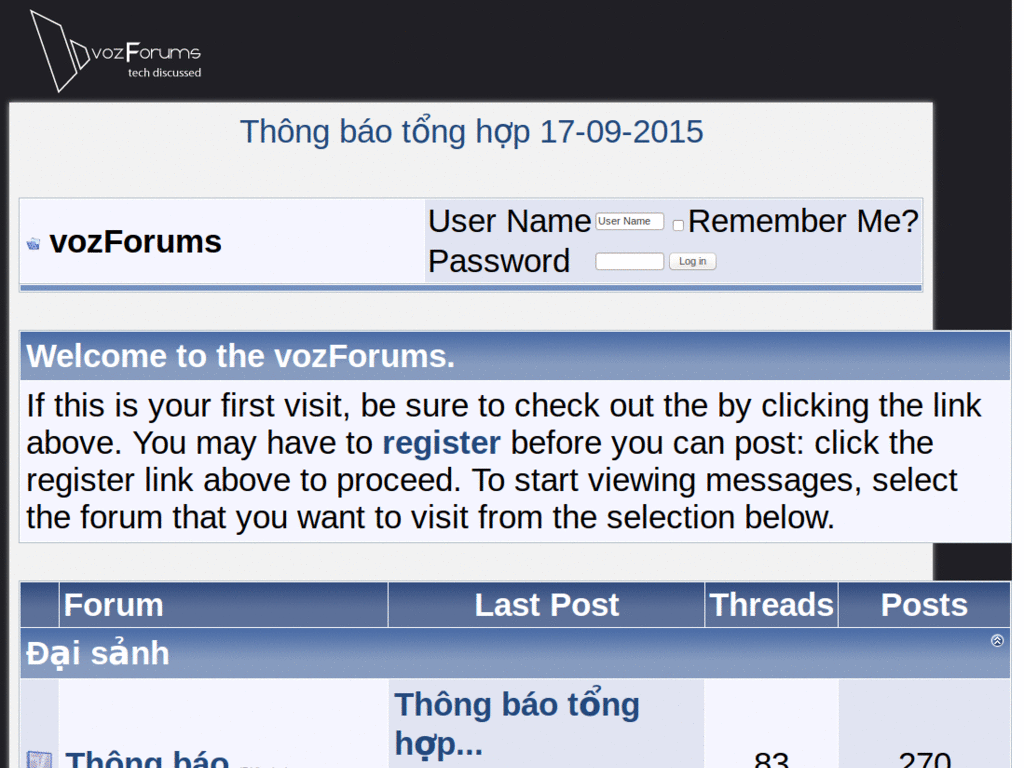 vozForums
tech discussed
Thông báo tổng hợp 17-09-2015
vozForums
User Name User Name Remember Me?
Password Log in
Welcome to the vozForums.
If this is your first visit, be sure to check out the by clicking the link
above. You may have to register before you can post: click the
register link above to proceed. To start viewing messages, select
the forum that you want to visit from the selection below.
Forum Last Post Threads Posts
Đại sảnh
Thông báo tổng
hợp...
Thông báo 83 270